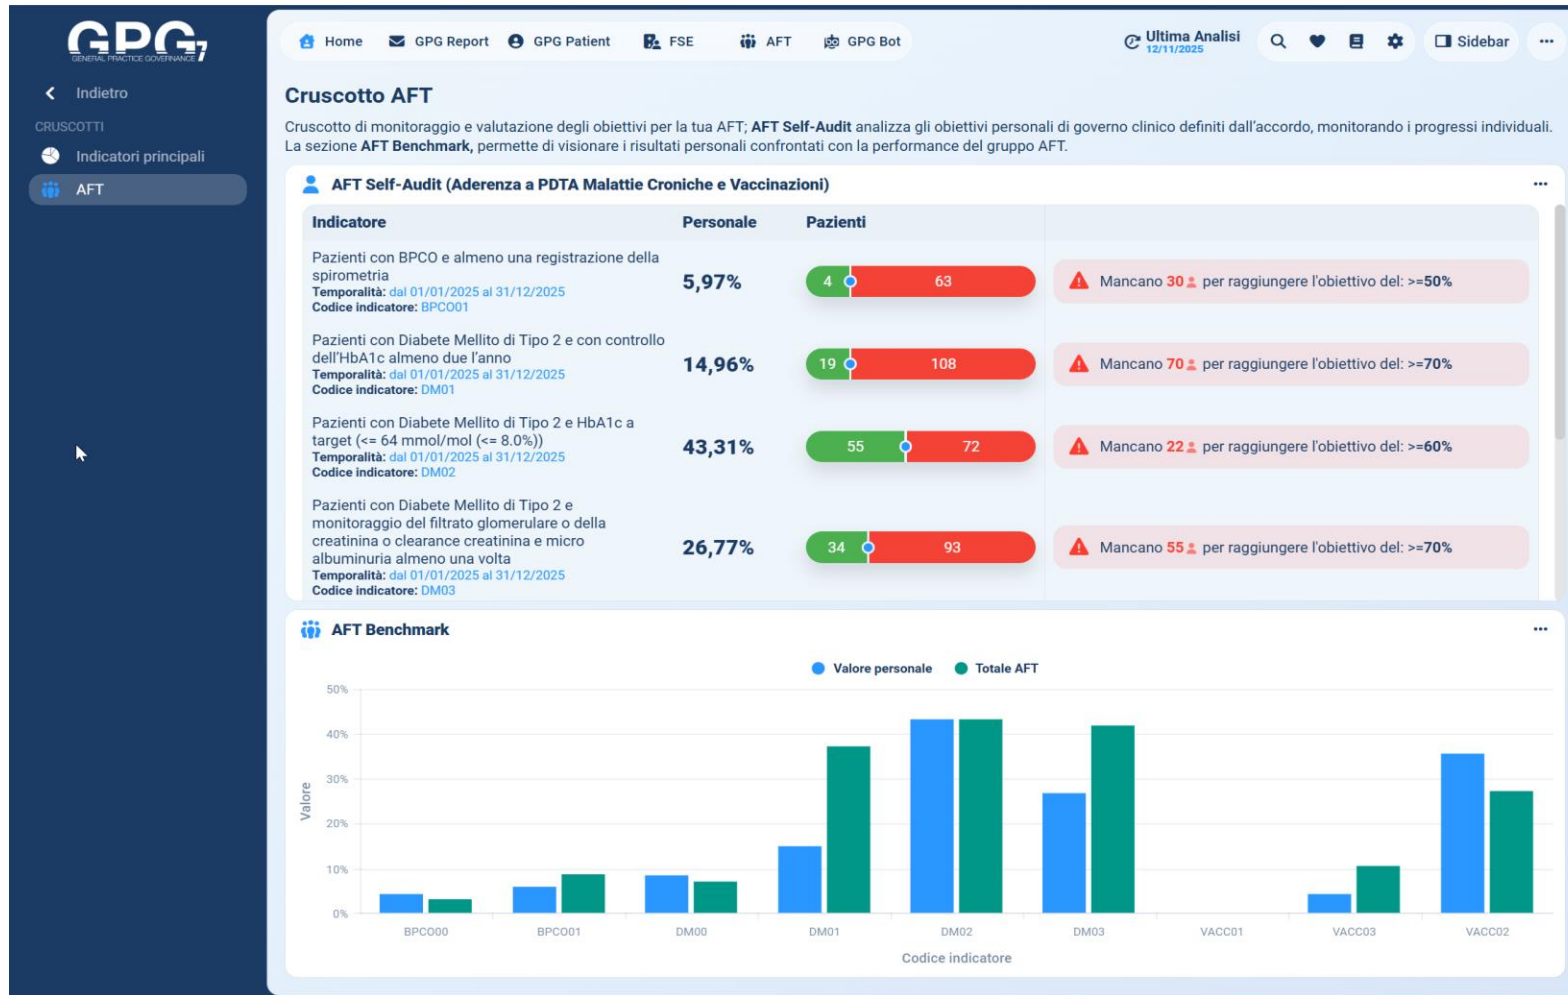 GPG7
GENERAL PRACTICE GOVERNANCE
Home
GPG Report
GPG Patient
FSE
AFT
GPG Bot
Ultima Analisi
12/11/2025
Sidebar
Indietro
CRUSCOTTI
Indicatori principali
AFT
Cruscotto AFT
Cruscotto di monitoraggio e valutazione degli obiettivi per la tua AFT; AFT Self-Audit analizza gli obiettivi personali di governo clinico definiti dall'accordo, monitorando i progressi individuali.
La sezione AFT Benchmark, permette di visionare i risultati personali confrontati con la performance del gruppo AFT.
AFT Self-Audit (Aderenza a PDTA Malattie Croniche e Vaccinazioni)
Indicatore Personale Pazienti
Pazienti con BPCO e almeno una registrazione della
spirometria
Temporalità: dal 01/01/2025 al 31/12/2025
Codice indicatore: BPCO01
5,97%
4 63
Mancano 30 per raggiungere l'obiettivo del: >=50%
Pazienti con Diabete Mellito di Tipo 2 e con controllo
dell'HbA1c almeno due l'anno
Temporalità: dal 01/01/2025 al 31/12/2025
Codice indicatore: DM01
14,96%
19 108
Mancano 70 per raggiungere l'obiettivo del: >=70%
Pazienti con Diabete Mellito di Tipo 2 e HbA1c a
target (<= 64 mmol/mol (<= 8.0%))
Temporalità: dal 01/01/2025 al 31/12/2025
Codice indicatore: DM02
43,31%
55 72
Mancano 22 per raggiungere l'obiettivo del: >=60%
Pazienti con Diabete Mellito di Tipo 2 e
monitoraggio del filtrato glomerulare o della
creatinina o clearance creatinina e micro
albuminuria almeno una volta
Temporalità: dal 01/01/2025 al 31/12/2025
Codice indicatore: DM03
26,77%
34 93
Mancano 55 per raggiungere l'obiettivo del: >=70%
AFT Benchmark
Valore personale Totale AFT
50%
40%
30%
20%
10%
0%
Valore
BPCO00 BPCO01 DM00 DM01 DM02 DM03 VACC01 VACC03 VACC02
Codice indicatore